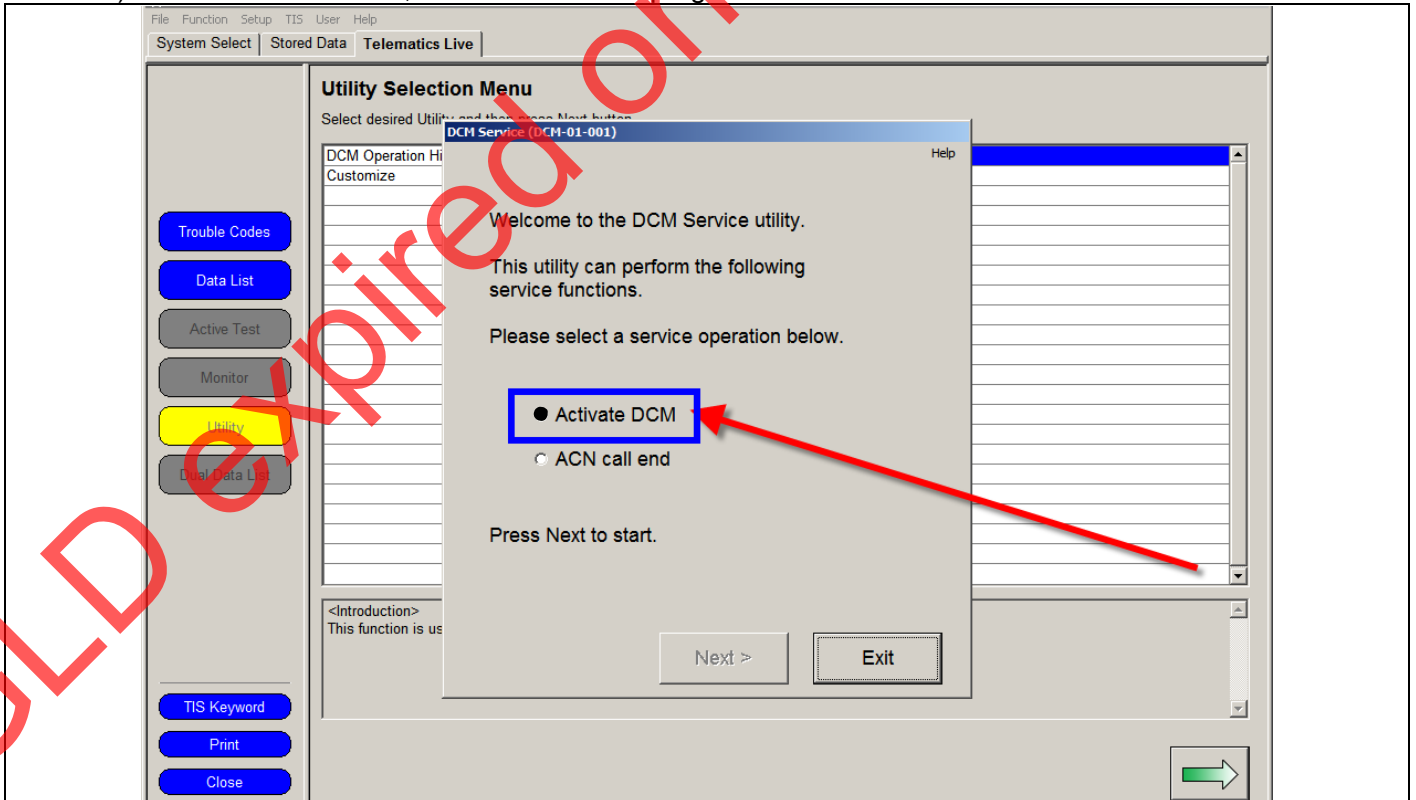 File Function Setup TIS User Help
System Select Stored Data Telematics Live
Utility Selection Menu
Select desired Utility and then press Next button
DCM Service (DCM-01-001)
Help
DCM Operation Hi
Customize
Welcome to the DCM Service utility.
This utility can perform the following
service functions.
Please select a service operation below.
Activate DCM
ACN call end
Press Next to start.
Next >
Exit
Trouble Codes
Data List
Active Test
Monitor
Utility
Dual Data List
<Introduction>
This function is us
TIS Keyword
Print
Close
expired on